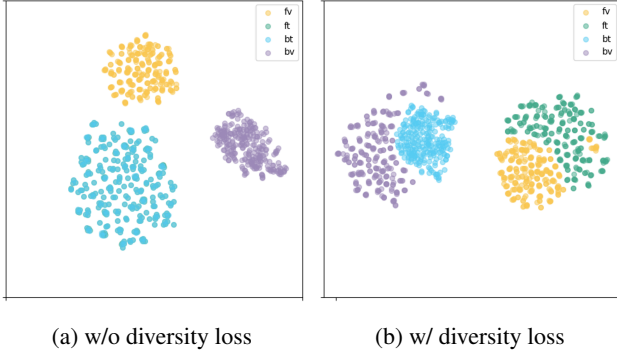 fv
ft
bt
bv
fv
ft
bt
bv
(a) w/o diversity loss
(b) w/ diversity loss